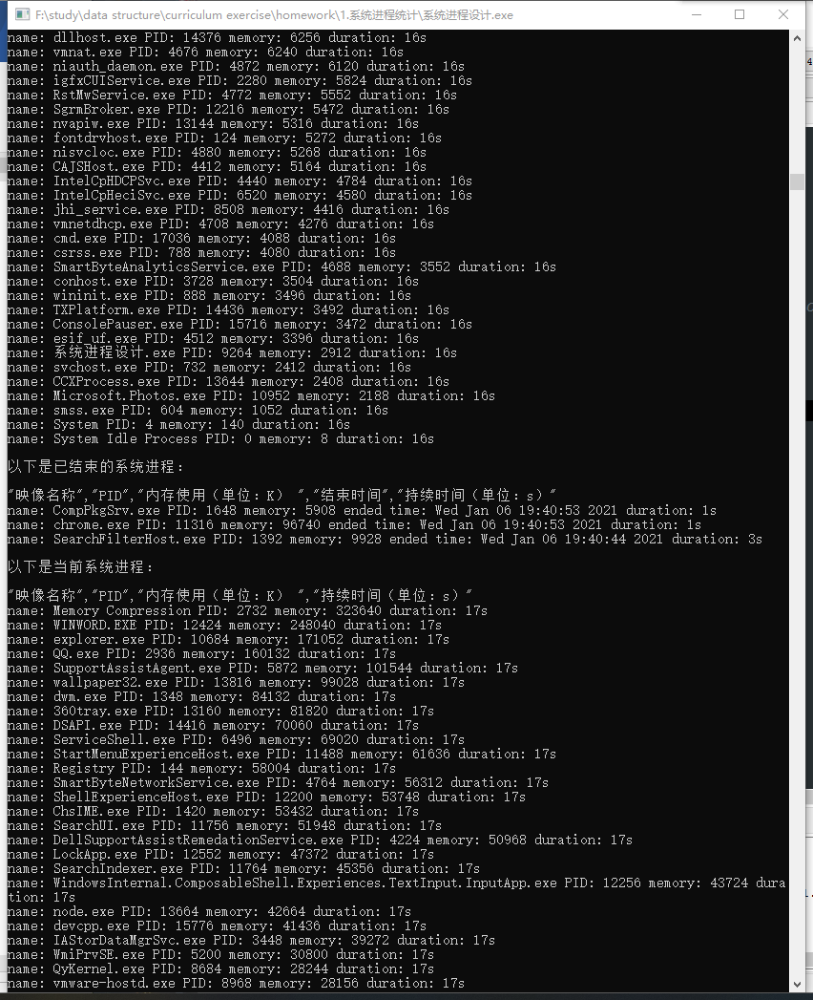 F:\study\data structure\curriculum exercise\homework\1.系统进程统计\系统进程设计.exe
name: dllhost.exe PID: 14376 memory: 6256 duration: 16s
name: vmnat.exe PID: 4676 memory: 6240 duration: 16s
name: niauth_daemon.exe PID: 4872 memory: 6120 duration: 16s
name: igfxCUIService.exe PID: 2280 memory: 5824 duration: 16s
name: RstMwService.exe PID: 4772 memory: 5552 duration: 16s
name: SgrmBroker.exe PID: 12216 memory: 5472 duration: 16s
name: nvapiw.exe PID: 13144 memory: 5316 duration: 16s
name: fontdrvhost.exe PID: 124 memory: 5272 duration: 16s
name: nisvcloc.exe PID: 4880 memory: 5268 duration: 16s
name: CAJSHost.exe PID: 4412 memory: 5164 duration: 16s
name: IntelCpHDCPSvc.exe PID: 4440 memory: 4784 duration: 16s
name: IntelCpHeciSvc.exe PID: 6520 memory: 4580 duration: 16s
name: jhi_service.exe PID: 8508 memory: 4416 duration: 16s
name: vmnetdhcp.exe PID: 4708 memory: 4276 duration: 16s
name: cmd.exe PID: 17036 memory: 4088 duration: 16s
name: csrss.exe PID: 788 memory: 4080 duration: 16s
name: SmartByteAnalyticsService.exe PID: 4688 memory: 3552 duration: 16s
name: conhost.exe PID: 3728 memory: 3504 duration: 16s
name: wininit.exe PID: 888 memory: 3496 duration: 16s
name: TXPlatform.exe PID: 14436 memory: 3492 duration: 16s
name: ConsolePauser.exe PID: 15716 memory: 3472 duration: 16s
name: esif_uf.exe PID: 4512 memory: 3396 duration: 16s
name: 系统进程设计.exe PID: 9264 memory: 2912 duration: 16s
name: svchost.exe PID: 732 memory: 2412 duration: 16s
name: CCXProcess.exe PID: 13644 memory: 2408 duration: 16s
name: Microsoft.Photos.exe PID: 10952 memory: 2188 duration: 16s
name: smss.exe PID: 604 memory: 1052 duration: 16s
name: System PID: 4 memory: 140 duration: 16s
name: System Idle Process PID: 0 memory: 8 duration: 16s
以下是已结束的系统进程：
"映像名称","PID","内存使用（单位：K） ","结束时间","持续时间（单位：s）"
name: CompPkgSrv.exe PID: 1648 memory: 5908 ended time: Wed Jan 06 19:40:53 2021 duration: 1s
name: chrome.exe PID: 11316 memory: 96740 ended time: Wed Jan 06 19:40:53 2021 duration: 1s
name: SearchFilterHost.exe PID: 1392 memory: 9928 ended time: Wed Jan 06 19:40:44 2021 duration: 3s
以下是当前系统进程：
"映像名称","PID","内存使用（单位：K） ","持续时间（单位：s）"
name: Memory Compression PID: 2732 memory: 323640 duration: 17s
name: WINWORD.EXE PID: 12424 memory: 248040 duration: 17s
name: explorer.exe PID: 10684 memory: 171052 duration: 17s
name: QQ.exe PID: 2936 memory: 160132 duration: 17s
name: SupportAssistAgent.exe PID: 5872 memory: 101544 duration: 17s
name: wallpaper32.exe PID: 13816 memory: 99028 duration: 17s
name: dwm.exe PID: 1348 memory: 84132 duration: 17s
name: 360tray.exe PID: 13160 memory: 81820 duration: 17s
name: DSAPI.exe PID: 14416 memory: 70060 duration: 17s
name: ServiceShell.exe PID: 6496 memory: 69020 duration: 17s
name: StartMenuExperienceHost.exe PID: 11488 memory: 61636 duration: 17s
name: Registry PID: 144 memory: 58004 duration: 17s
name: SmartByteNetworkService.exe PID: 4764 memory: 56312 duration: 17s
name: ShellExperienceHost.exe PID: 12200 memory: 53748 duration: 17s
name: ChsIME.exe PID: 1420 memory: 53432 duration: 17s
name: SearchUI.exe PID: 11756 memory: 51948 duration: 17s
name: DellSupportAssistRemedationService.exe PID: 4224 memory: 50968 duration: 17s
name: LockApp.exe PID: 12552 memory: 47372 duration: 17s
name: SearchIndexer.exe PID: 11764 memory: 45356 duration: 17s
name: WindowsInternal.ComposableShell.Experiences.TextInput.InputApp.exe PID: 12256 memory: 43724 dura
tion: 17s
name: node.exe PID: 13664 memory: 42664 duration: 17s
name: devcpp.exe PID: 15776 memory: 41436 duration: 17s
name: IAStorDataMgrSvc.exe PID: 3448 memory: 39272 duration: 17s
name: WmiPrvSE.exe PID: 5200 memory: 30800 duration: 17s
name: QyKernel.exe PID: 8684 memory: 28244 duration: 17s
name: vmware-hostd.exe PID: 8968 memory: 28156 duration: 17s